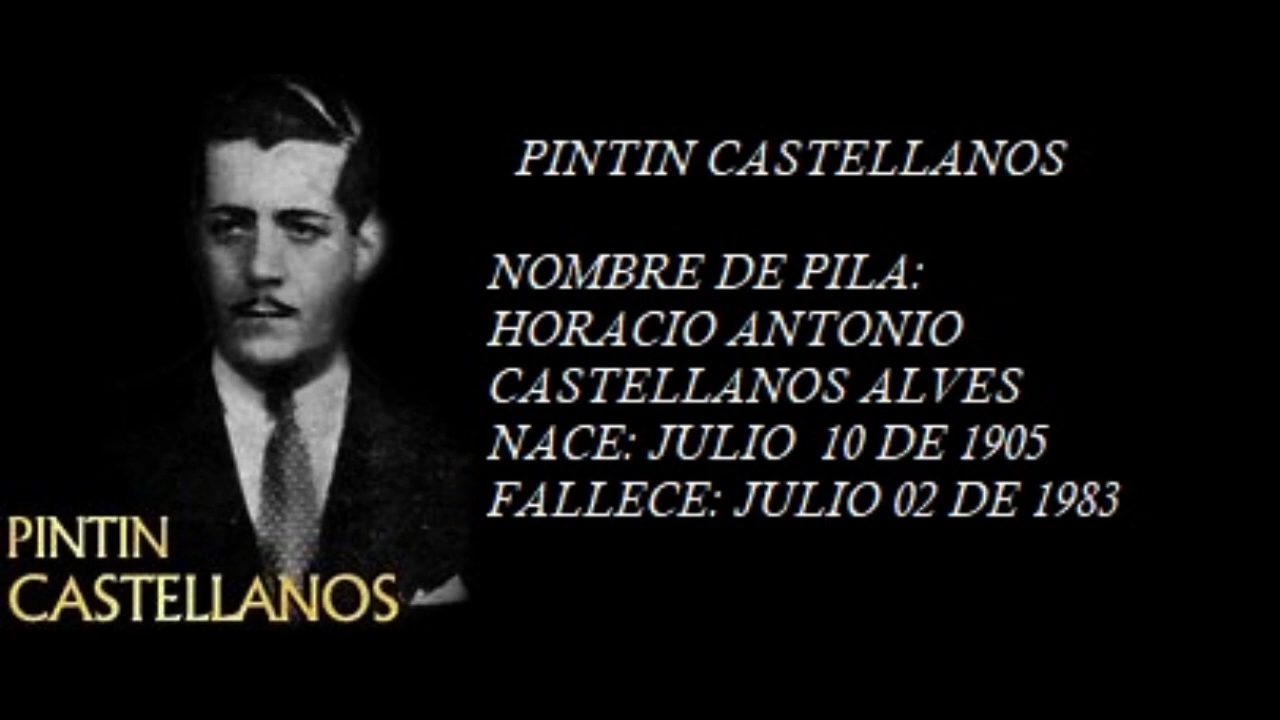 PINTIN CASTELLANOS
NOMBRE DE PILA:
HORACIO ANTONIO
CASTELLANOS ALVES
NACE: JULIO  10 DE 1905
FALLECE: JULIO 02 DE 1983
PINTIN
CASTELLANOS